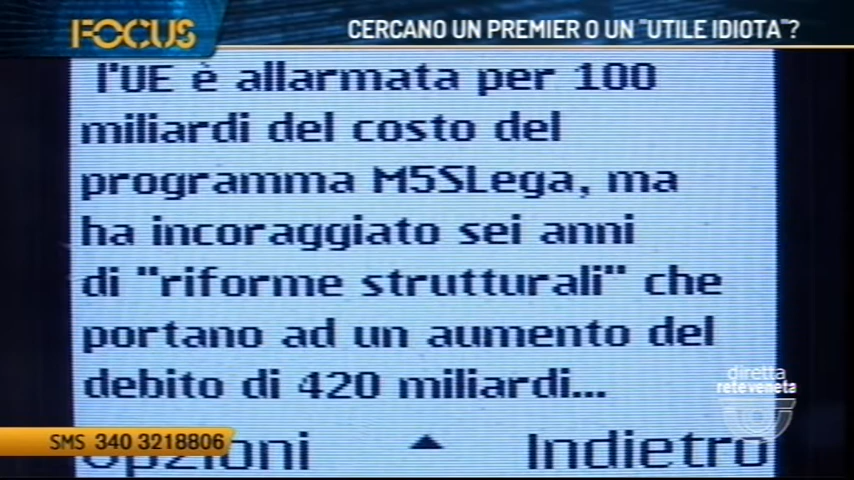 FOCUS
CERCANO UN PREMIER O UN "UTILE IDIOTA"?
l'UE è allarmata per 100
miliardi del costo del
programma M5SLega, ma
ha incoraggiato sei anni
di "riforme strutturali" che
portano ad un aumento del
debito di 420 miliardi...
diretta
reteveneta
SMS 340 3218806
Opzioni
Indietro